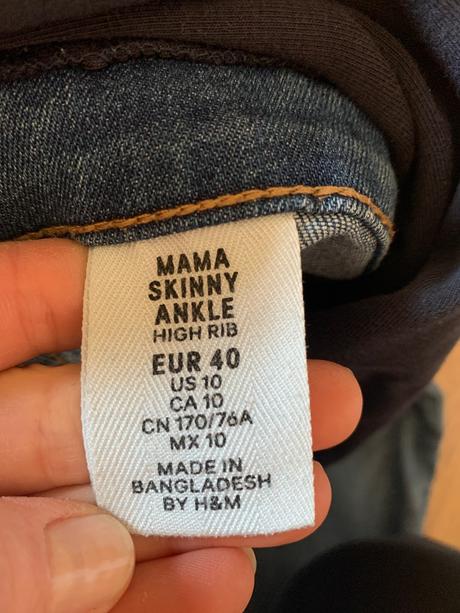 MAMA
SKINNY
ANKLE
HIGH RIB
EUR 40
US 10
CA 10
CN 170/76A
MX 10
MADE IN
BANGLADESH
BY H&M